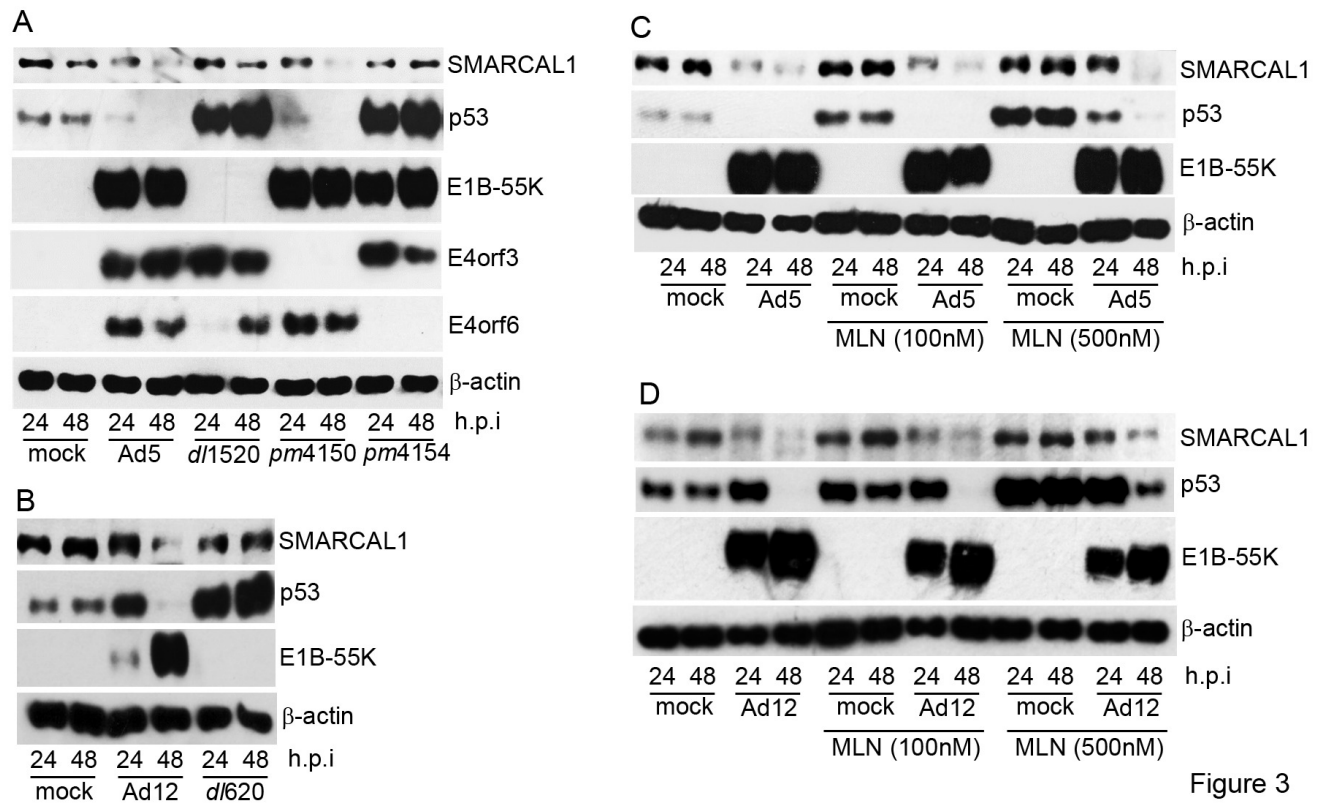 A
SMARCAL1
p53
E1B-55K
E4orf3
E4orf6
β-actin
24 48 24 48 24 48 24 48 24 48 h.p.i
mock Ad5 dl1520 pm4150 pm4154
B
SMARCAL1
p53
E1B-55K
β-actin
24 48 24 48 24 48 h.p.i
mock Ad12 dl620
C
SMARCAL1
p53
E1B-55K
β-actin
24 48 24 48 24 48 24 48 24 48 24 48 h.p.i
mock Ad5 mock Ad5 mock Ad5
MLN (100nM) MLN (500nM)
D
SMARCAL1
p53
E1B-55K
β-actin
24 48 24 48 24 48 24 48 24 48 24 48 h.p.i
mock Ad12 mock Ad12 mock Ad12
MLN (100nM) MLN (500nM)
Figure 3